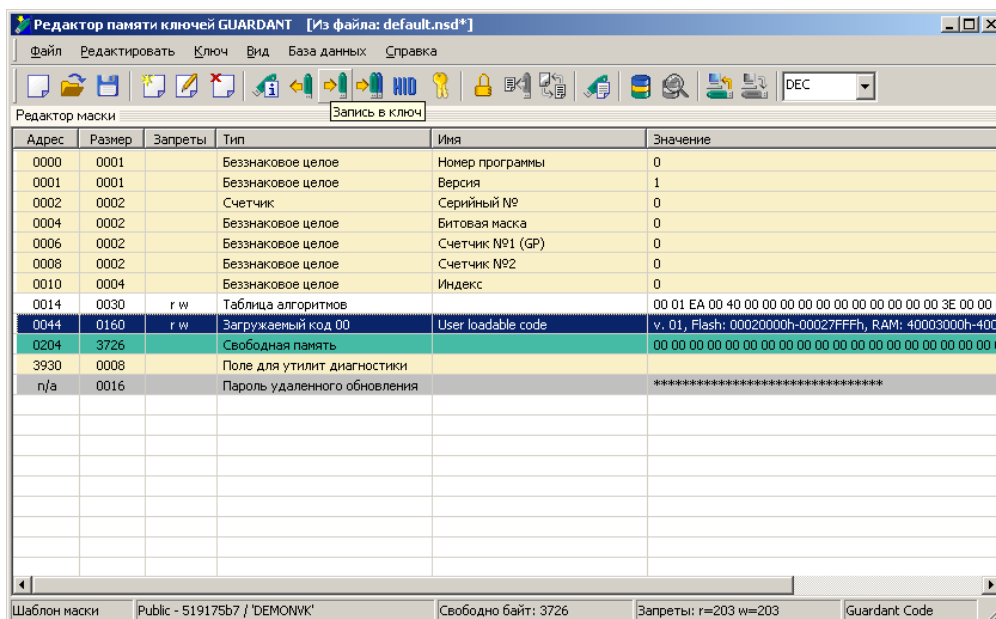 Редактор памяти ключей GUARDANT [Из файла: default.nsd*]
Файл Редактировать Ключ Вид База данных Справка
HID DEC
Запись в ключ
Редактор маски
Адрес Размер Запреты Тип Имя Значение
0000 0001 Беззнаковое целое Номер программы 0
0001 0001 Беззнаковое целое Версия 1
0002 0002 Счетчик Серийный № 0
0004 0002 Беззнаковое целое Битовая маска 0
0006 0002 Беззнаковое целое Счетчик №1 (GP) 0
0008 0002 Беззнаковое целое Счетчик №2 0
0010 0004 Беззнаковое целое Индекс 0
0014 0030 r w Таблица алгоритмов 00 01 EA 00 40 00 00 00 00 00 00 00 00 00 00 00 3E 00 00
0044 0160 r w Загружаемый код 00 User loadable code v. 01, Flash: 00020000h-00027FFFh, RAM: 40003000h-400
0204 3726 Свободная память 00 00 00 00 00 00 00 00 00 00 00 00 00 00 00 00 00 00 00
3930 0008 Поле для утилит диагностики
n/a 0016 Пароль удаленного обновления ********************************
Шаблон маски Public - 519175b7 / 'DEMONVK' Свободно байт: 3726 Запреты: r=203 w=203 Guardant Code